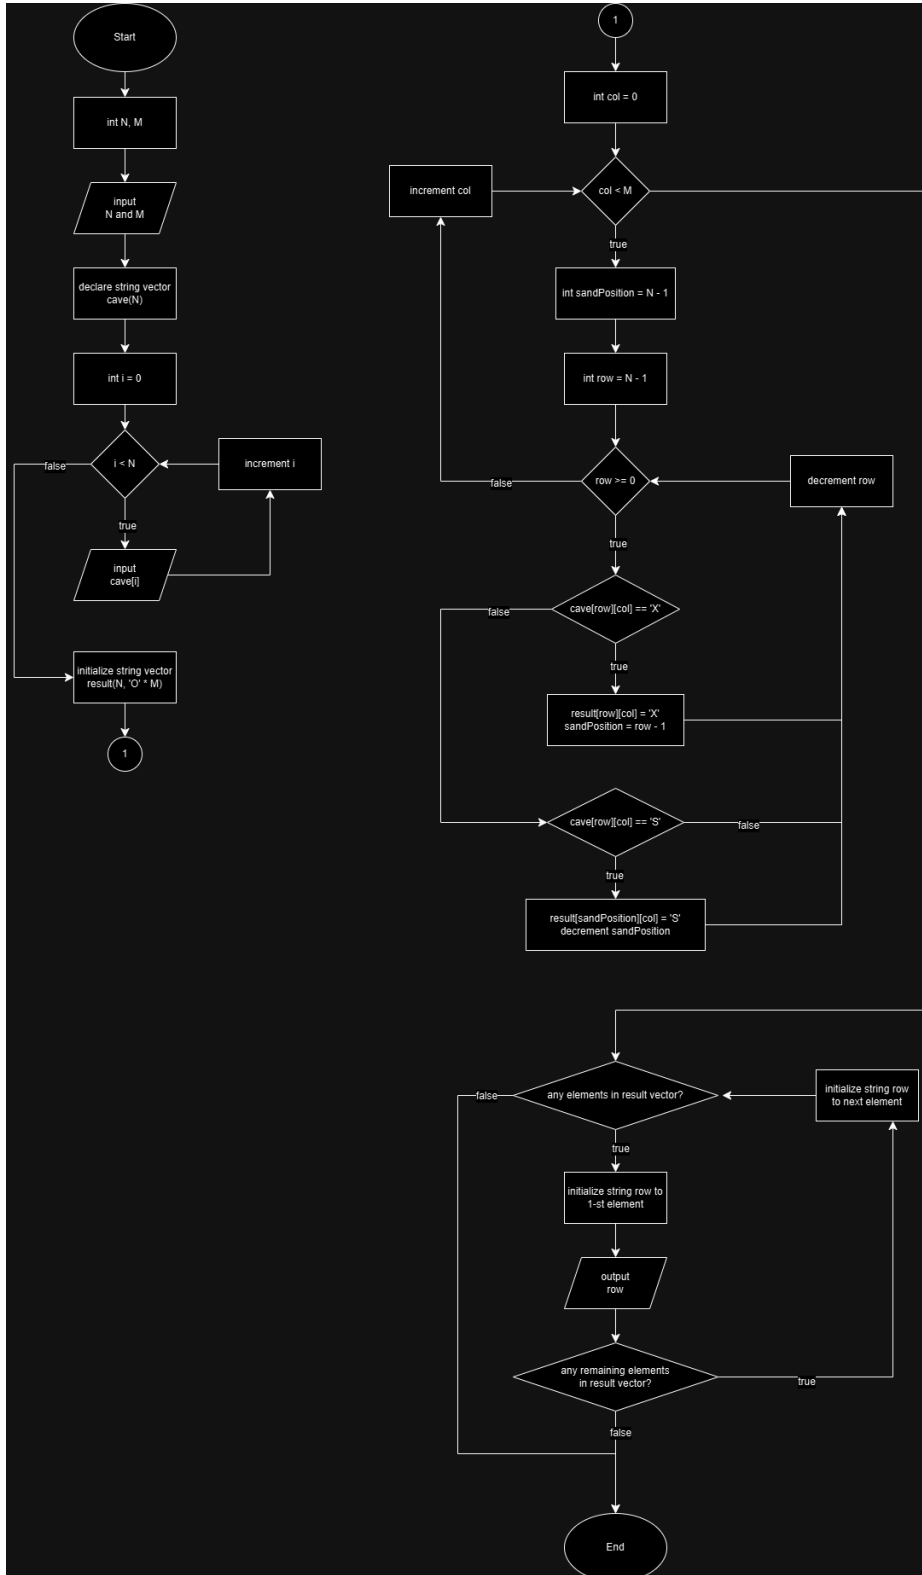 Start
int N, M
input
N and M
declare string vector
cave(N)
int i = 0
i < N
false
increment i
true
input
cave[i]
initialize string vector
result(N, 'O' * M)
1
1
int col = 0
increment col
col < M
true
int sandPosition = N - 1
int row = N - 1
row >= 0
false
decrement row
true
cave[row][col] == 'X'
false
true
result[row][col] = 'X'
sandPosition = row - 1
cave[row][col] == 'S'
false
true
result[sandPosition][col] = 'S'
decrement sandPosition
any elements in result vector?
false
initialize string row
to next element
true
initialize string row to
1-st element
output
row
any remaining elements
in result vector?
true
false
End